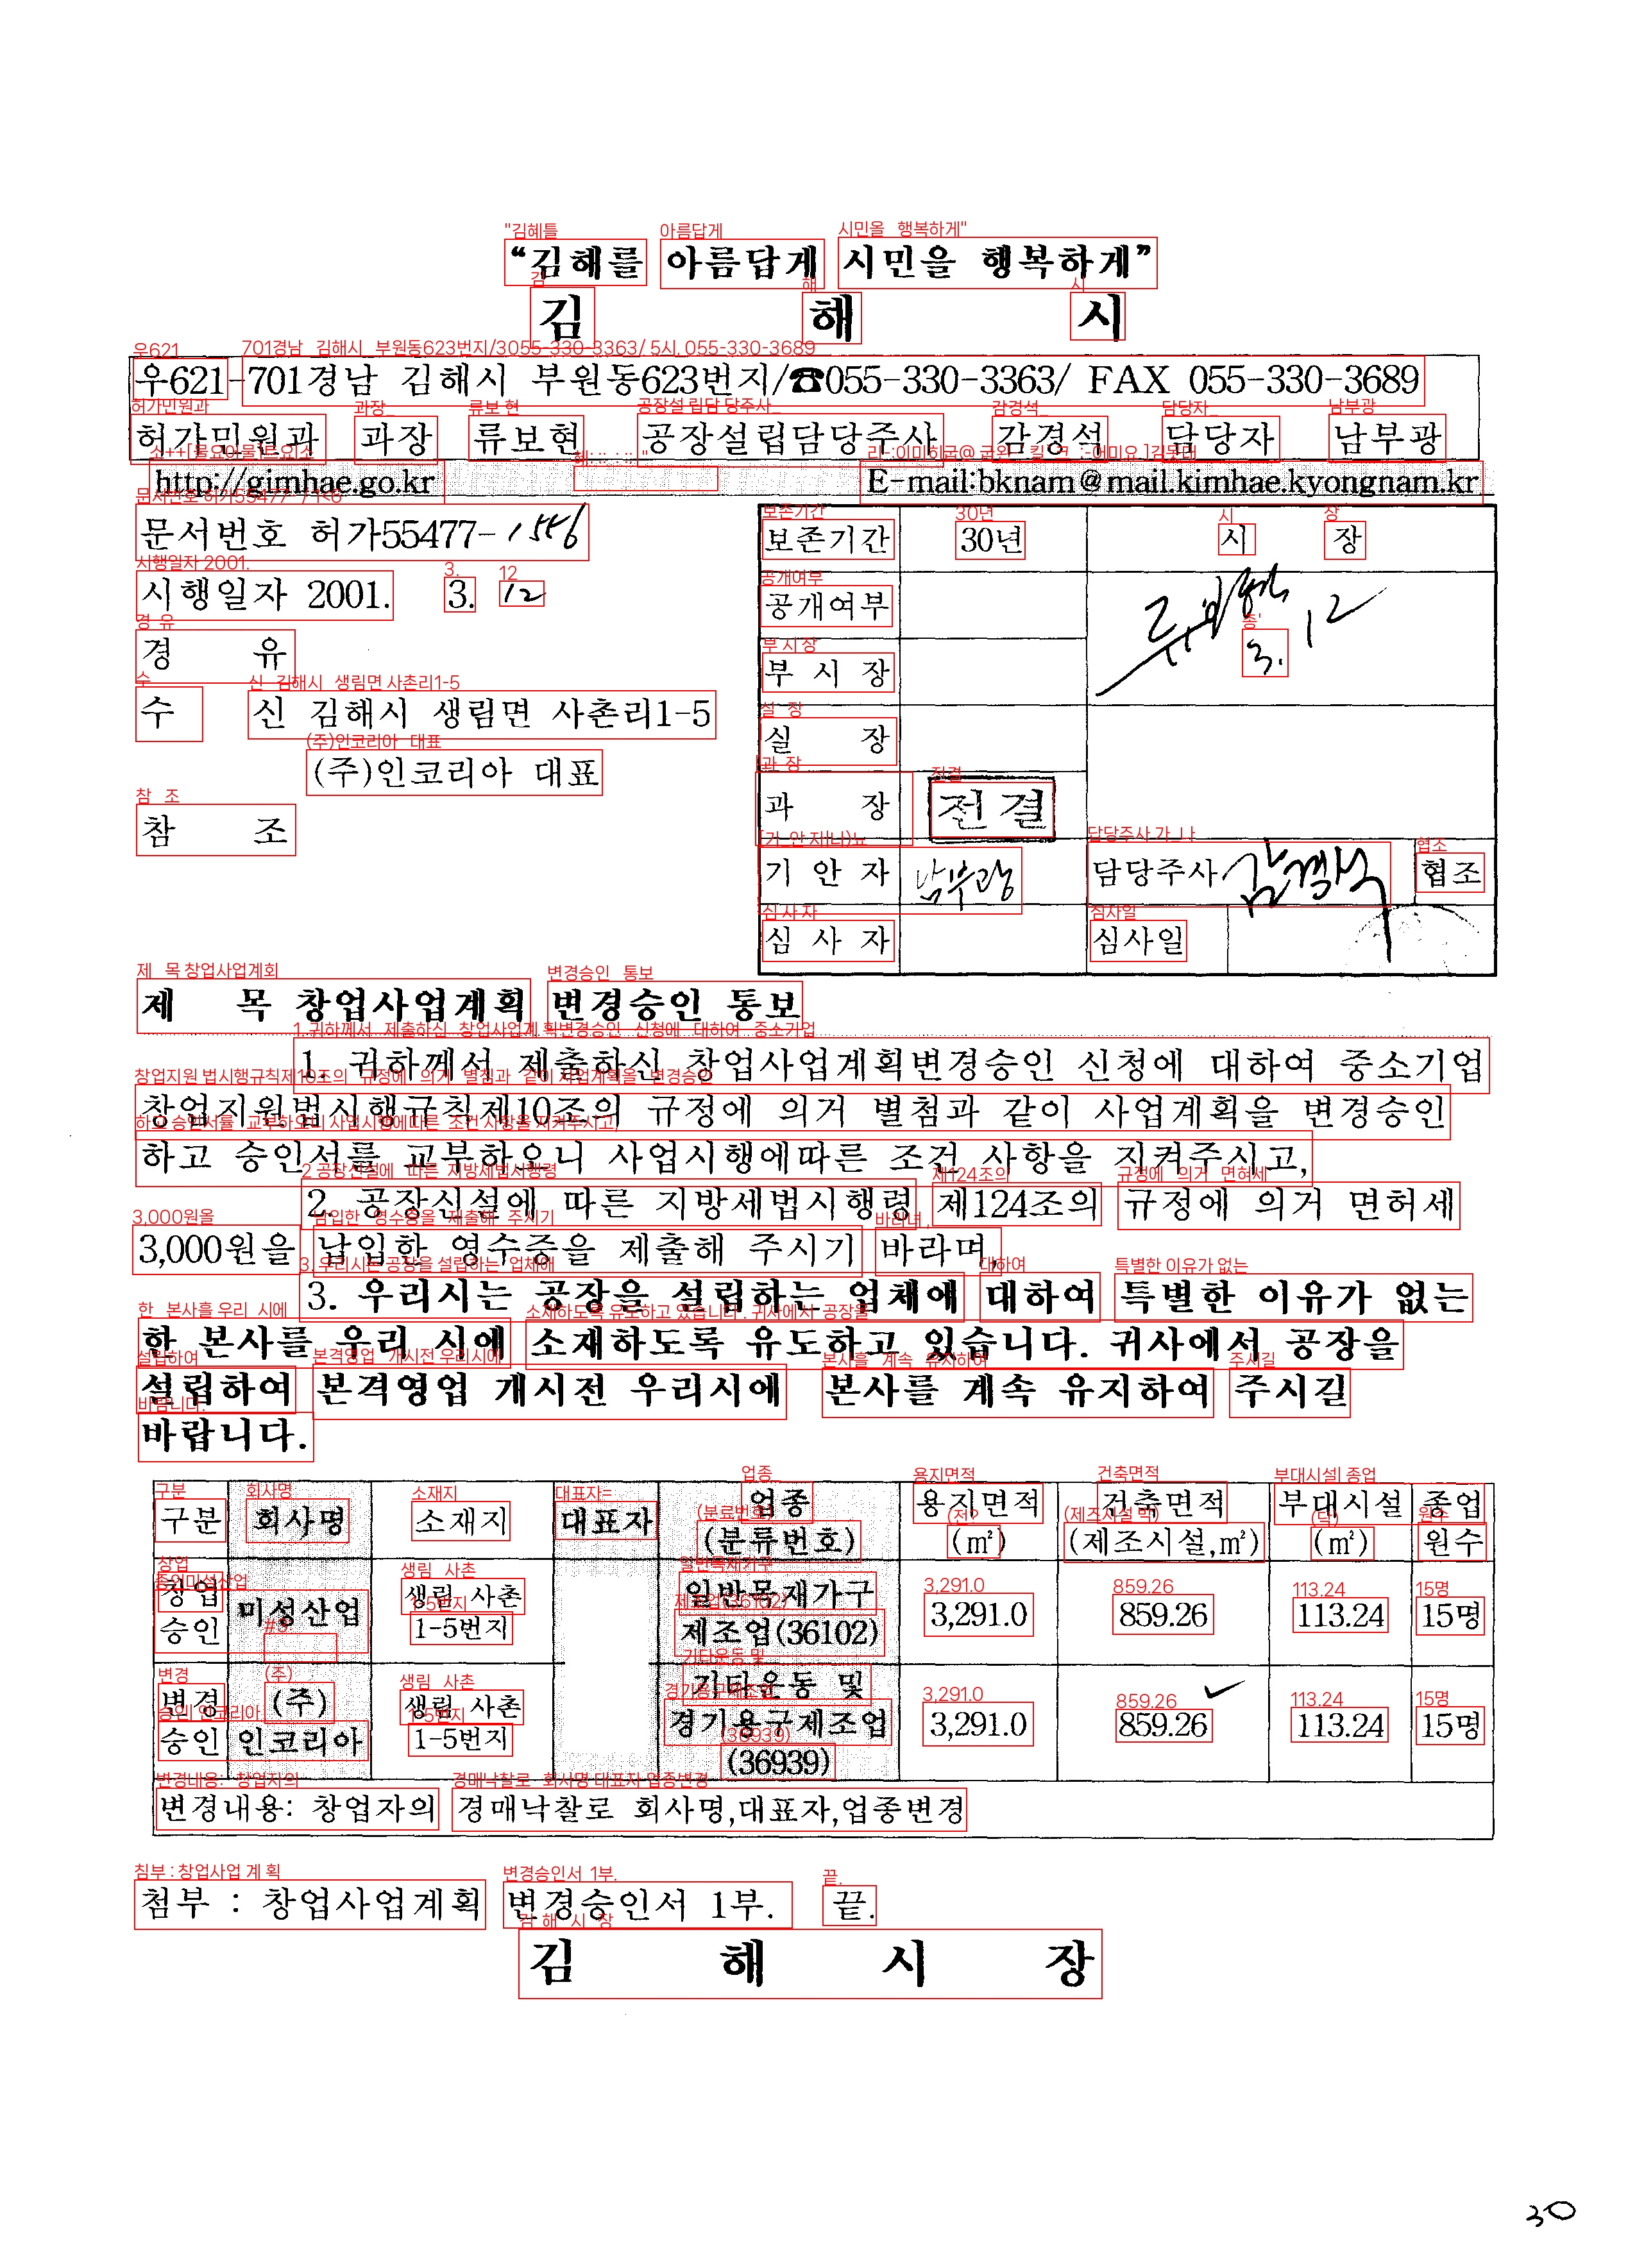 “김해를 아름답게 시민을 행복하게”
김 해 시
우621-701경남 김해시 부원동623번지/☎055-330-3363/ FAX 055-330-3689
허가민원과 과장 류보현 공장설립담당주사 감경석 담당자 남부광
http://gimhae.go.kr E-mail:bknam@mail.kimhae.kyongnam.kr
문서번호 허가55477-1556
시행일자 2001. 3. 12
경 유
수 신 김해시 생림면 사촌리1-5
(주)인코리아 대표
참 조
보존기간 30년 시 장
공개여부
부 시 장 3. 12
실 장
과 장 전결
기 안 자 남부광 담당주사 감경석 협조
심 사 자 심사일
제 목 창업사업계획 변경승인 통보
1. 귀하께서 제출하신 창업사업계획변경승인 신청에 대하여 중소기업
창업지원법시행규칙제10조의 규정에 의거 별첨과 같이 사업계획을 변경승인
하고 승인서를 교부하오니 사업시행에따른 조건 사항을 지켜주시고,
2. 공장신설에 따른 지방세법시행령 제124조의 규정에 의거 면허세
3,000원을 납입한 영수증을 제출해 주시기 바라며,
3. 우리시는 공장을 설립하는 업체에 대하여 특별한 이유가 없는
한 본사를 우리 시에 소재하도록 유도하고 있습니다. 귀사에서 공장을
설립하여 본격영업 개시전 우리시에 본사를 계속 유지하여 주시길
바랍니다.
구분 회사명 소재지 대표자 업종 (분류번호) 용지면적 (㎡) 건축면적 (제조시설,㎡) 부대시설 (㎡) 종업원수
창업승인 미성산업 생림 사촌 1-5번지 일반목재가구 제조업(36102) 3,291.0 859.26 113.24 15명
변경승인 (주)인코리아 생림 사촌 1-5번지 기타운동 및 경기용구제조업 (36939) 3,291.0 859.26 113.24 15명
변경내용: 창업자의 경매낙찰로 회사명,대표자,업종변경
첨부 : 창업사업계획 변경승인서 1부. 끝.
김 해 시 장
30